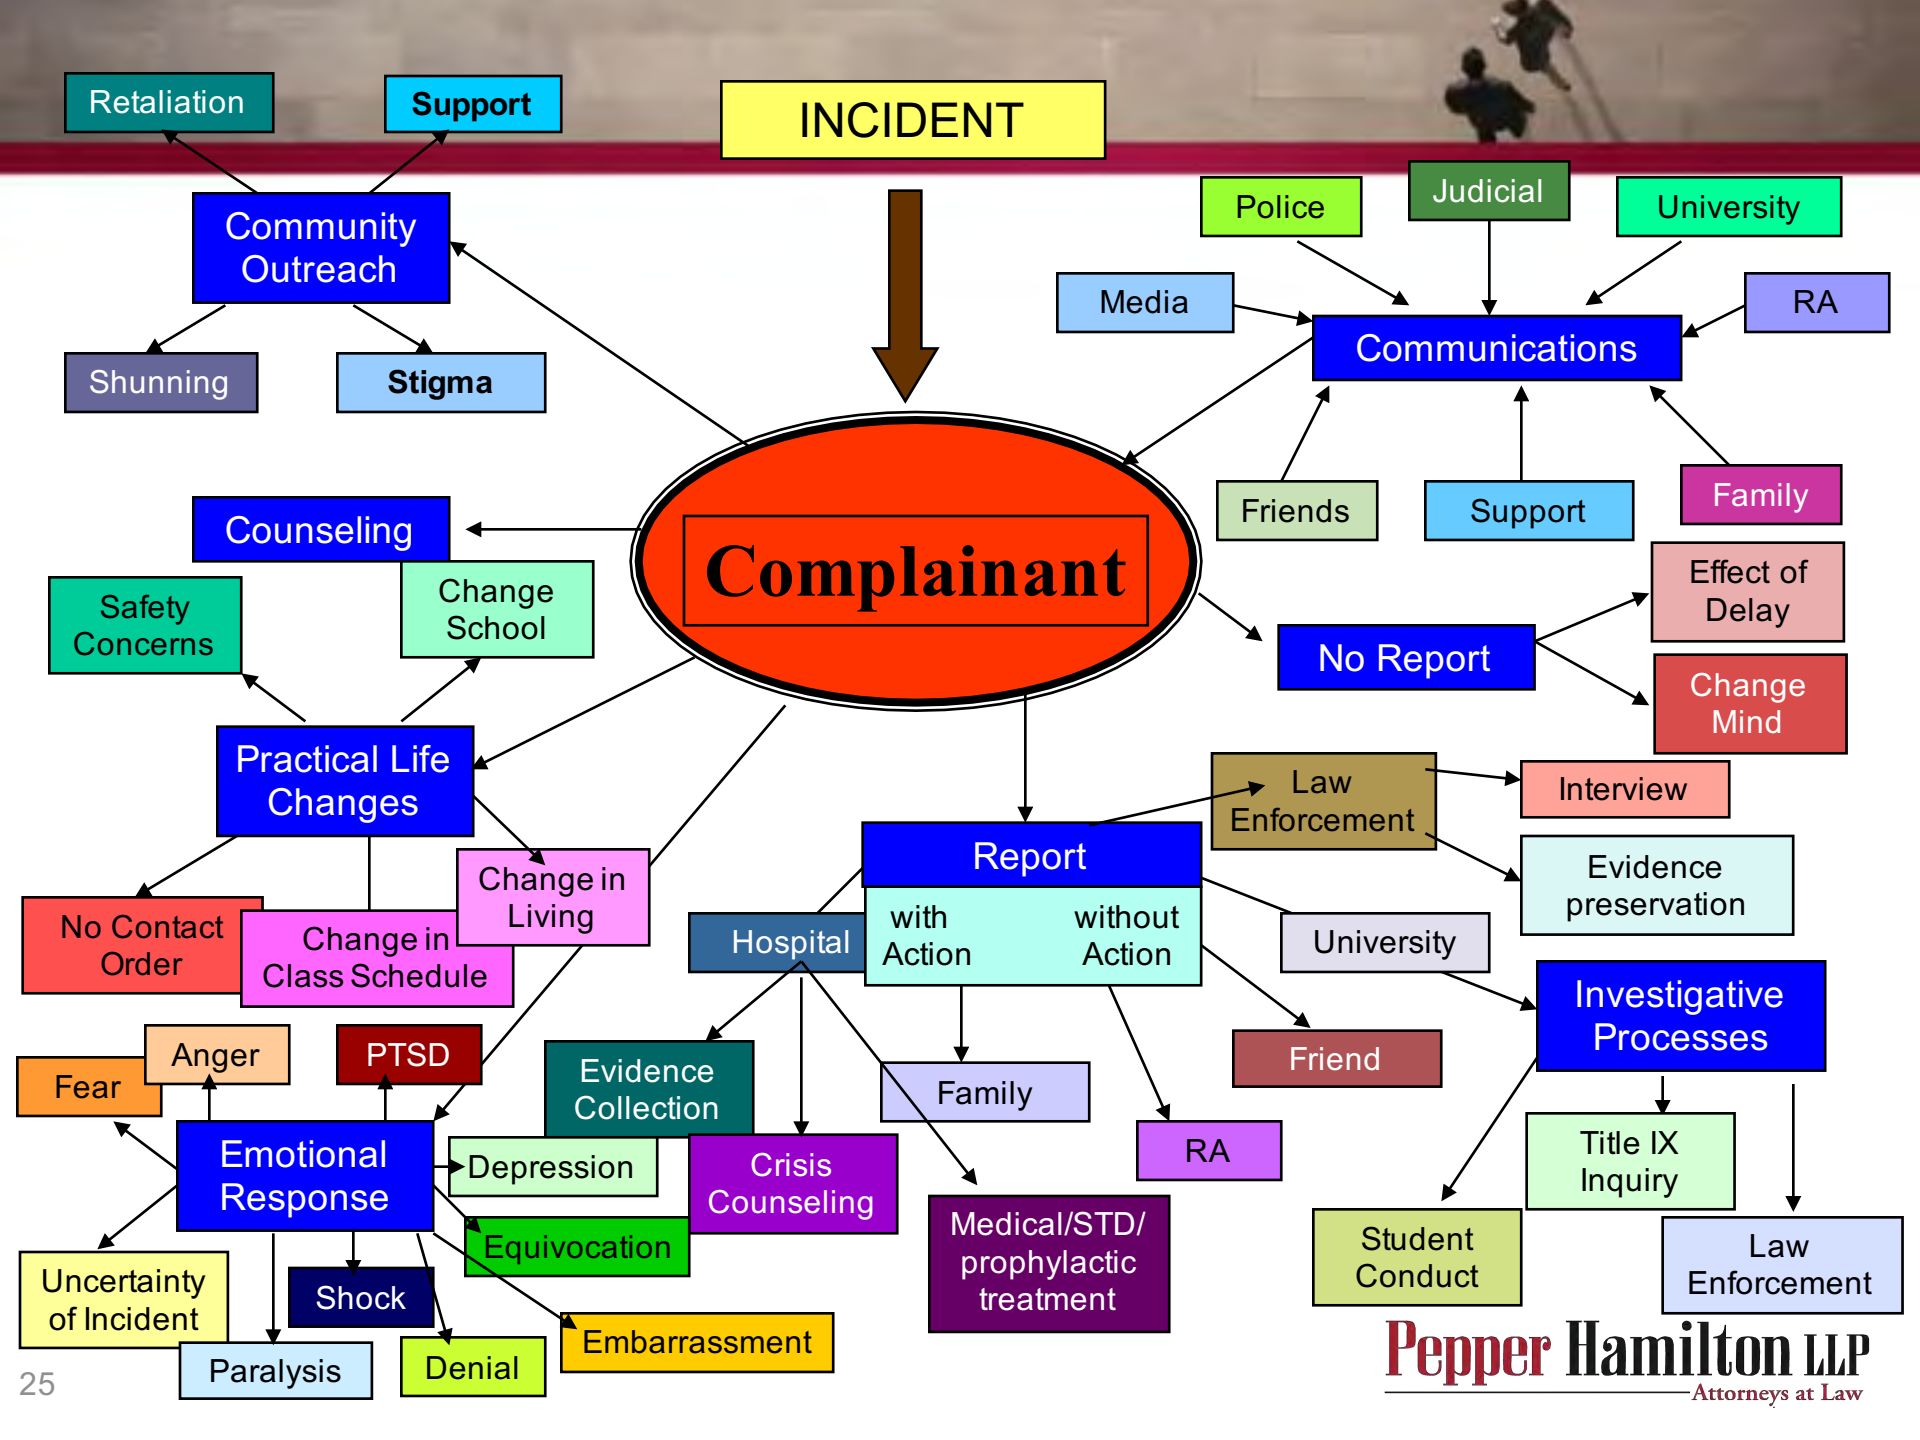 Retaliation
Support
INCIDENT
Community
Outreach
Shunning
Stigma
Police
Judicial
University
Media
RA
Communications
Friends
Support
Family
Counseling
Complainant
Safety
Concerns
Change
School
Effect of
Delay
No Report
Change
Mind
Practical Life
Changes
Law
Enforcement
Interview
Report
Evidence
preservation
No Contact
Order
Change in
Class Schedule
Change in
Living
Hospital
with
Action
without
Action
University
Investigative
Processes
Fear
Anger
PTSD
Evidence
Collection
Family
Friend
RA
Emotional
Response
Depression
Crisis
Counseling
Title IX
Inquiry
Equivocation
Medical/STD/
prophylactic
treatment
Student
Conduct
Law
Enforcement
Uncertainty
of Incident
Shock
Paralysis
Denial
Embarrassment
25
Pepper Hamilton LLP
Attorneys at Law